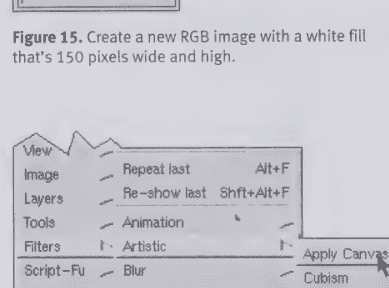 Figure 15. Create a new RGB image with a white fill
that's 150 pixels wide and high.
View
Image
Layers
Tools
Filters
Script-Fu
Repeat last Alt+F
Re-show last Shft+Alt+F
Animation
Artistic
Blur
Apply Canvas
Cubism